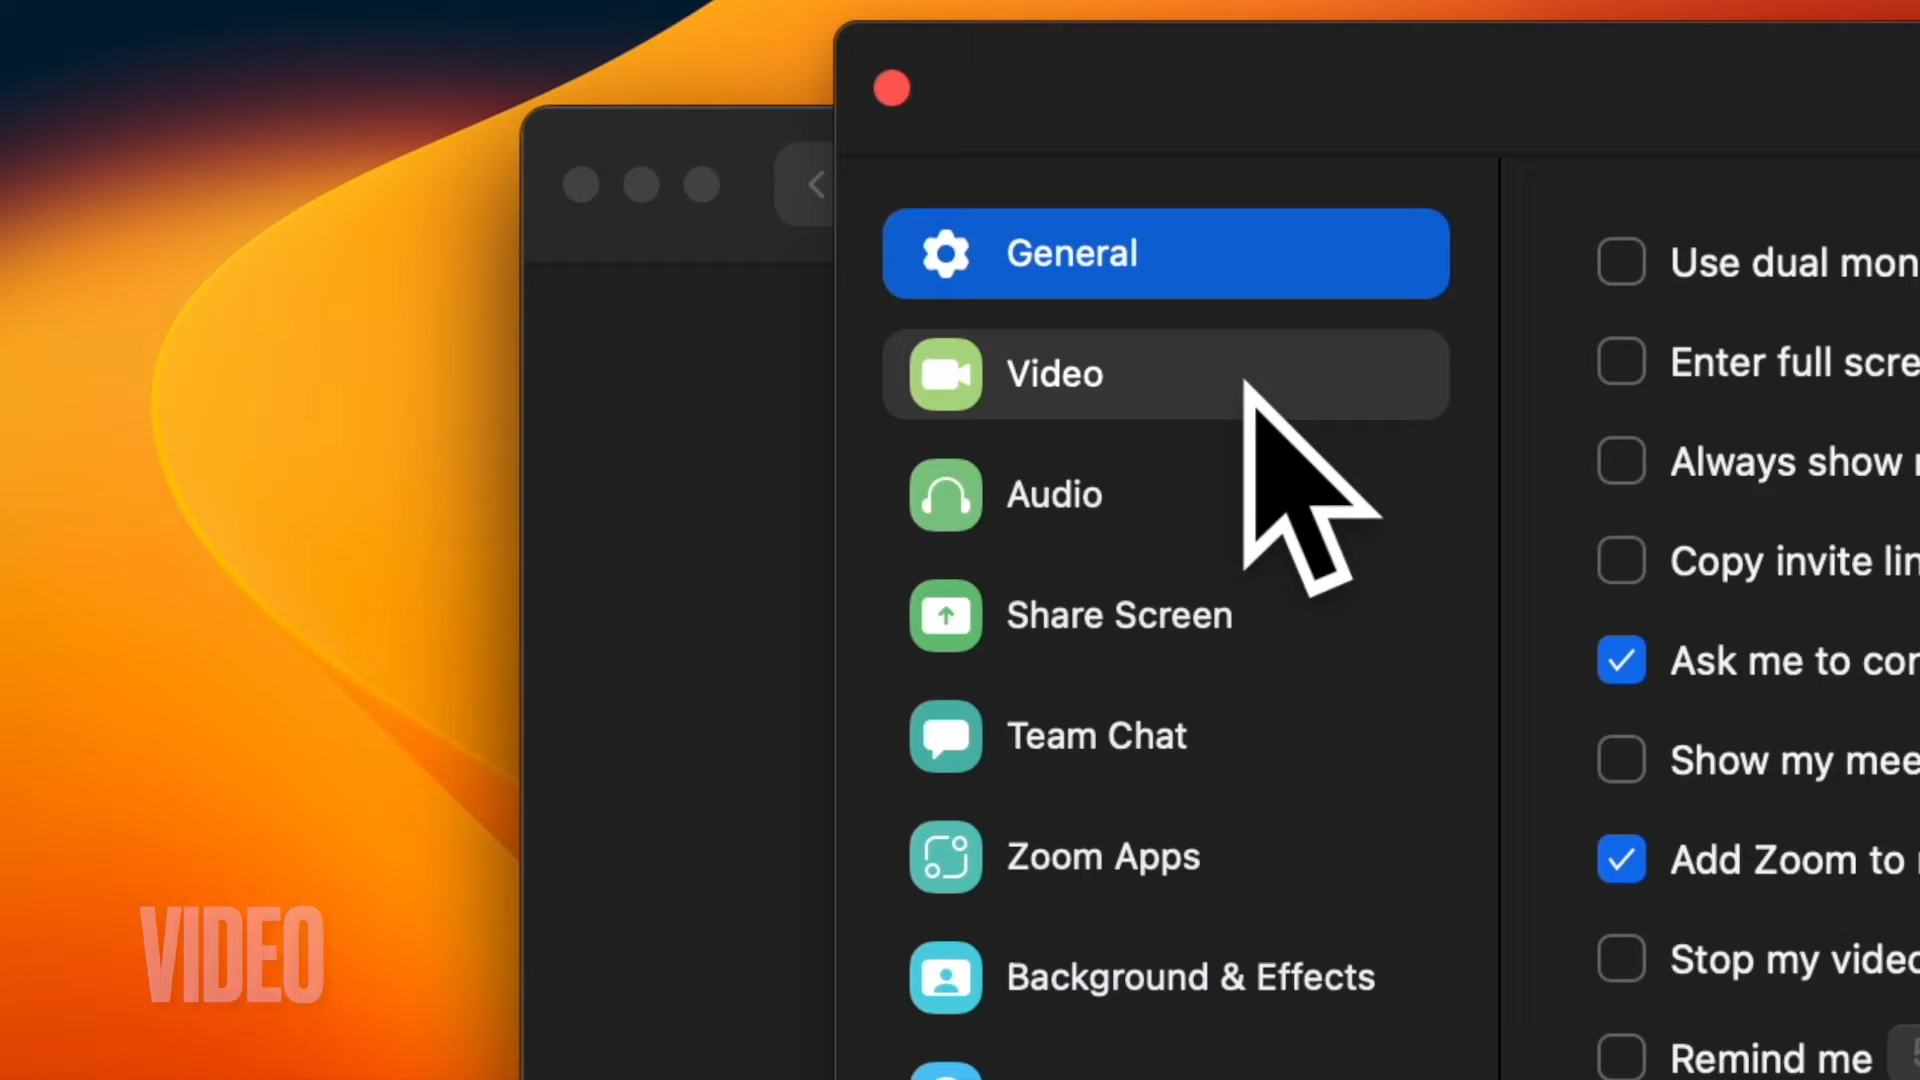 General
Video
Audio
Share Screen
Team Chat
Zoom Apps
Background & Effects
Use dual mon
Enter full scre
Always show
Copy invite lin
Ask me to con
Show my mee
Add Zoom to
Stop my video
Remind me
VIDEO